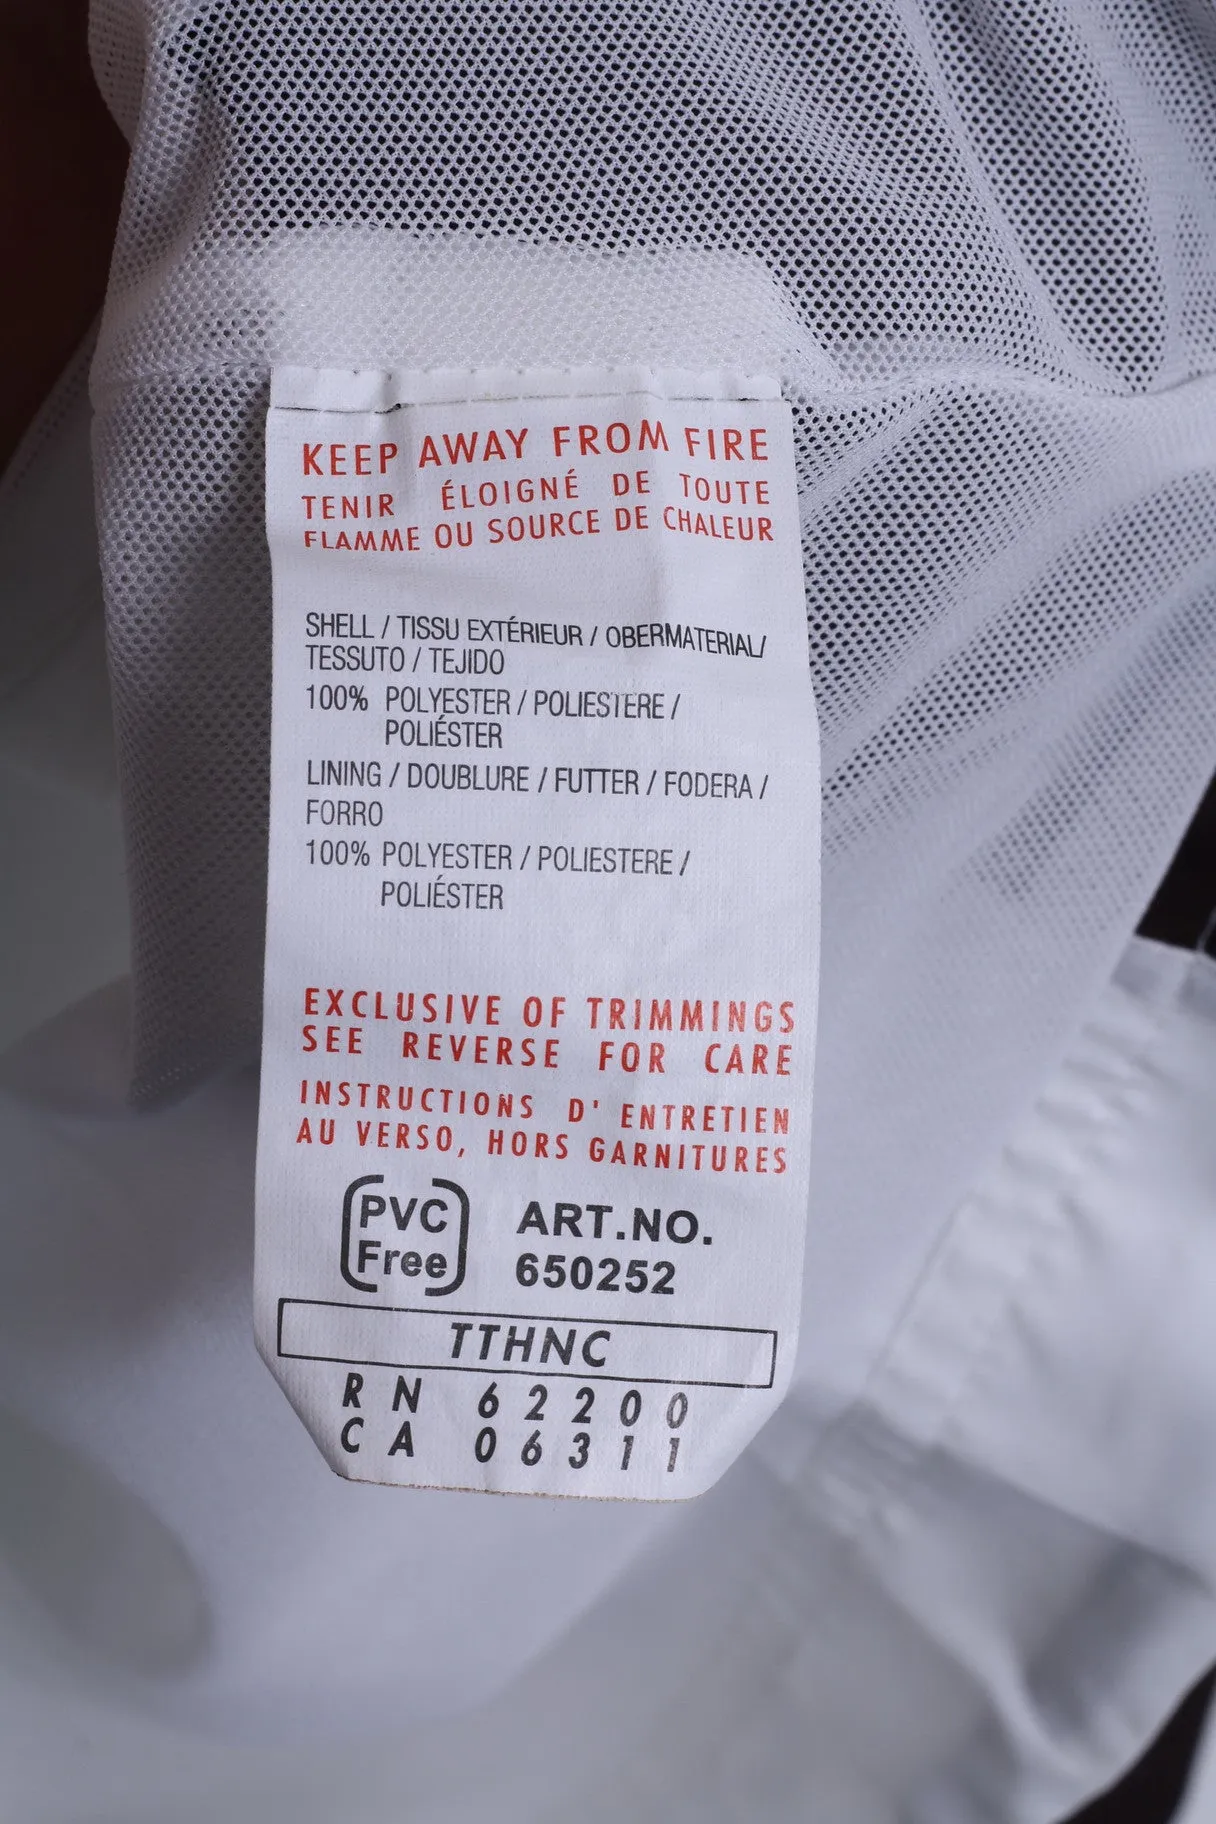 KEEP AWAY FROM FIRE
TENIR ÉLOIGNÉ DE TOUTE
FLAMME OU SOURCE DE CHALEUR
SHELL / TISSU EXTÉRIEUR / OBERMATERIAL/
TESSUTO / TEJIDO
100% POLYESTER / POLIESTERE /
POLIÉSTER
LINING / DOUBLURE / FUTTER / FODERA /
FORRO
100% POLYESTER / POLIESTERE /
POLIÉSTER
EXCLUSIVE OF TRIMMINGS
SEE REVERSE FOR CARE
INSTRUCTIONS D' ENTRETIEN
AU VERSO, HORS GARNITURES
PVC
Free
ART.NO.
650252
TTHNC
RN 62200
CA 06311